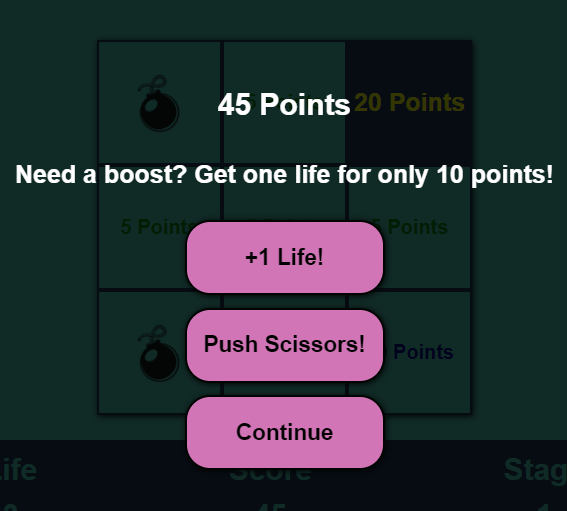 45 Points
20 Points
Need a boost? Get one life for only 10 points!
5 Points
Points
+1 Life!
Push Scissors!
Points
Continue
Life
Score
Stag
45